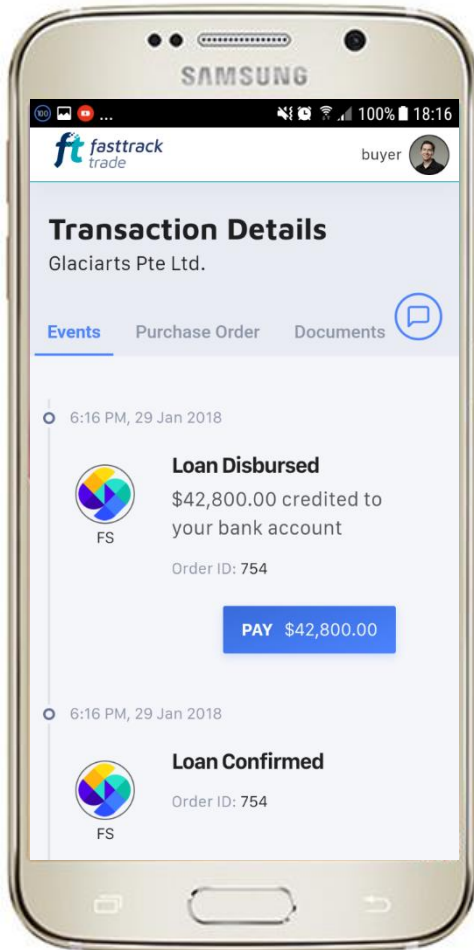 SAMSUNG
100 ... 100% 18:16
ft fasttrack
trade
buyer
Transaction Details
Glaciarts Pte Ltd.
Events Purchase Order Documents
6:16 PM, 29 Jan 2018
Loan Disbursed
$42,800.00 credited to
your bank account
FS
Order ID: 754
PAY $42,800.00
6:16 PM, 29 Jan 2018
Loan Confirmed
Order ID: 754
FS